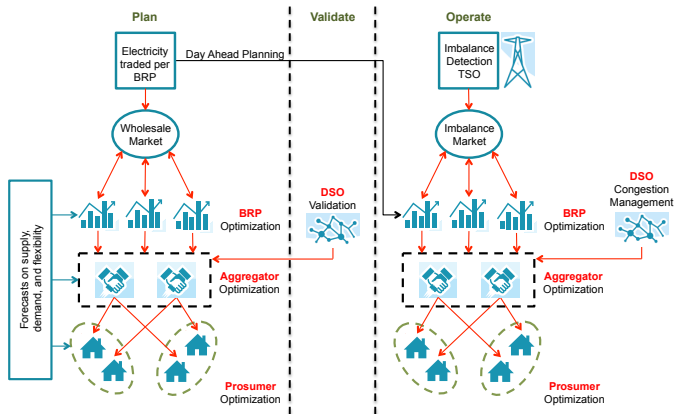 Plan
Validate
Operate
Electricity
traded per
BRP
Day Ahead Planning
Imbalance
Detection
TSO
Wholesale
Market
Imbalance
Market
Forecasts on supply,
demand, and flexibility
BRP
Optimization
DSO
Validation
BRP
Optimization
DSO
Congestion
Management
Aggregator
Optimization
Aggregator
Optimization
Prosumer
Optimization
Prosumer
Optimization